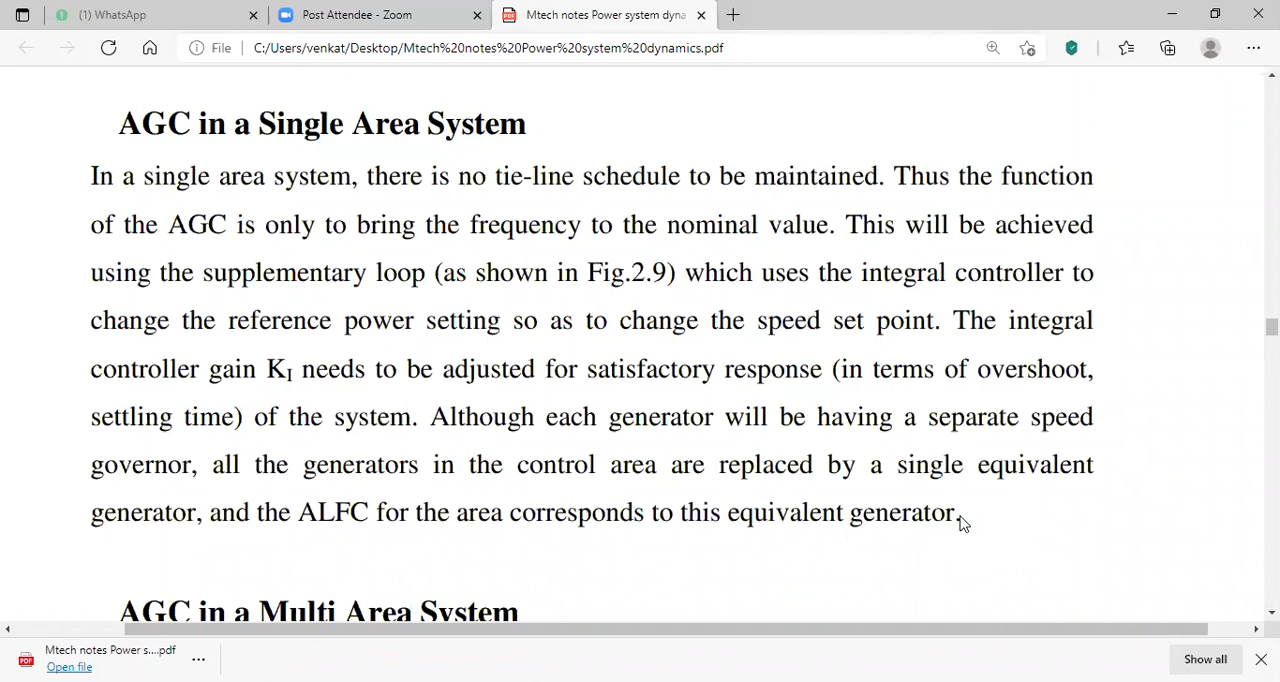 (1) WhatsApp
Post Attendee - Zoom
Mtech notes Power system dyna
File
C:/Users/venkat/Desktop/Mtech%20notes%20Power%20system%20dynamics.pdf
AGC in a Single Area System
In a single area system, there is no tie-line schedule to be maintained. Thus the function
of the AGC is only to bring the frequency to the nominal value. This will be achieved
using the supplementary loop (as shown in Fig.2.9) which uses the integral controller to
change the reference power setting so as to change the speed set point. The integral
controller gain KI needs to be adjusted for satisfactory response (in terms of overshoot,
settling time) of the system. Although each generator will be having a separate speed
governor, all the generators in the control area are replaced by a single equivalent
generator, and the ALFC for the area corresponds to this equivalent generator.
AGC in a Multi Area System
Mtech notes Power s....pdf
Open file
Show all